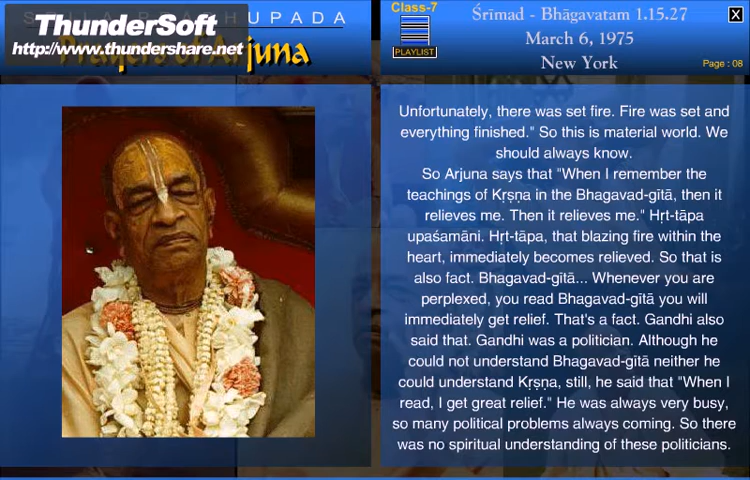 ThunderSoft
http://www.thundershare.net
Prayers of Arjuna
Class-7
PLAYLIST
Śrīmad - Bhāgavatam 1.15.27
March 6, 1975
New York
X
Page : 08
Unfortunately, there was set fire. Fire was set and
everything finished." So this is material world. We
should always know.
So Arjuna says that "When I remember the
teachings of Kṛṣṇa in the Bhagavad-gītā, then it
relieves me. Then it relieves me." Hṛt-tāpa
upaśamāni. Hṛt-tāpa, that blazing fire within the
heart, immediately becomes relieved. So that is
also fact. Bhagavad-gītā... Whenever you are
perplexed, you read Bhagavad-gītā you will
immediately get relief. That's a fact. Gandhi also
said that. Gandhi was a politician. Although he
could not understand Bhagavad-gītā neither he
could understand Kṛṣṇa, still, he said that "When I
read, I get great relief." He was always very busy,
so many political problems always coming. So there
was no spiritual understanding of these politicians.